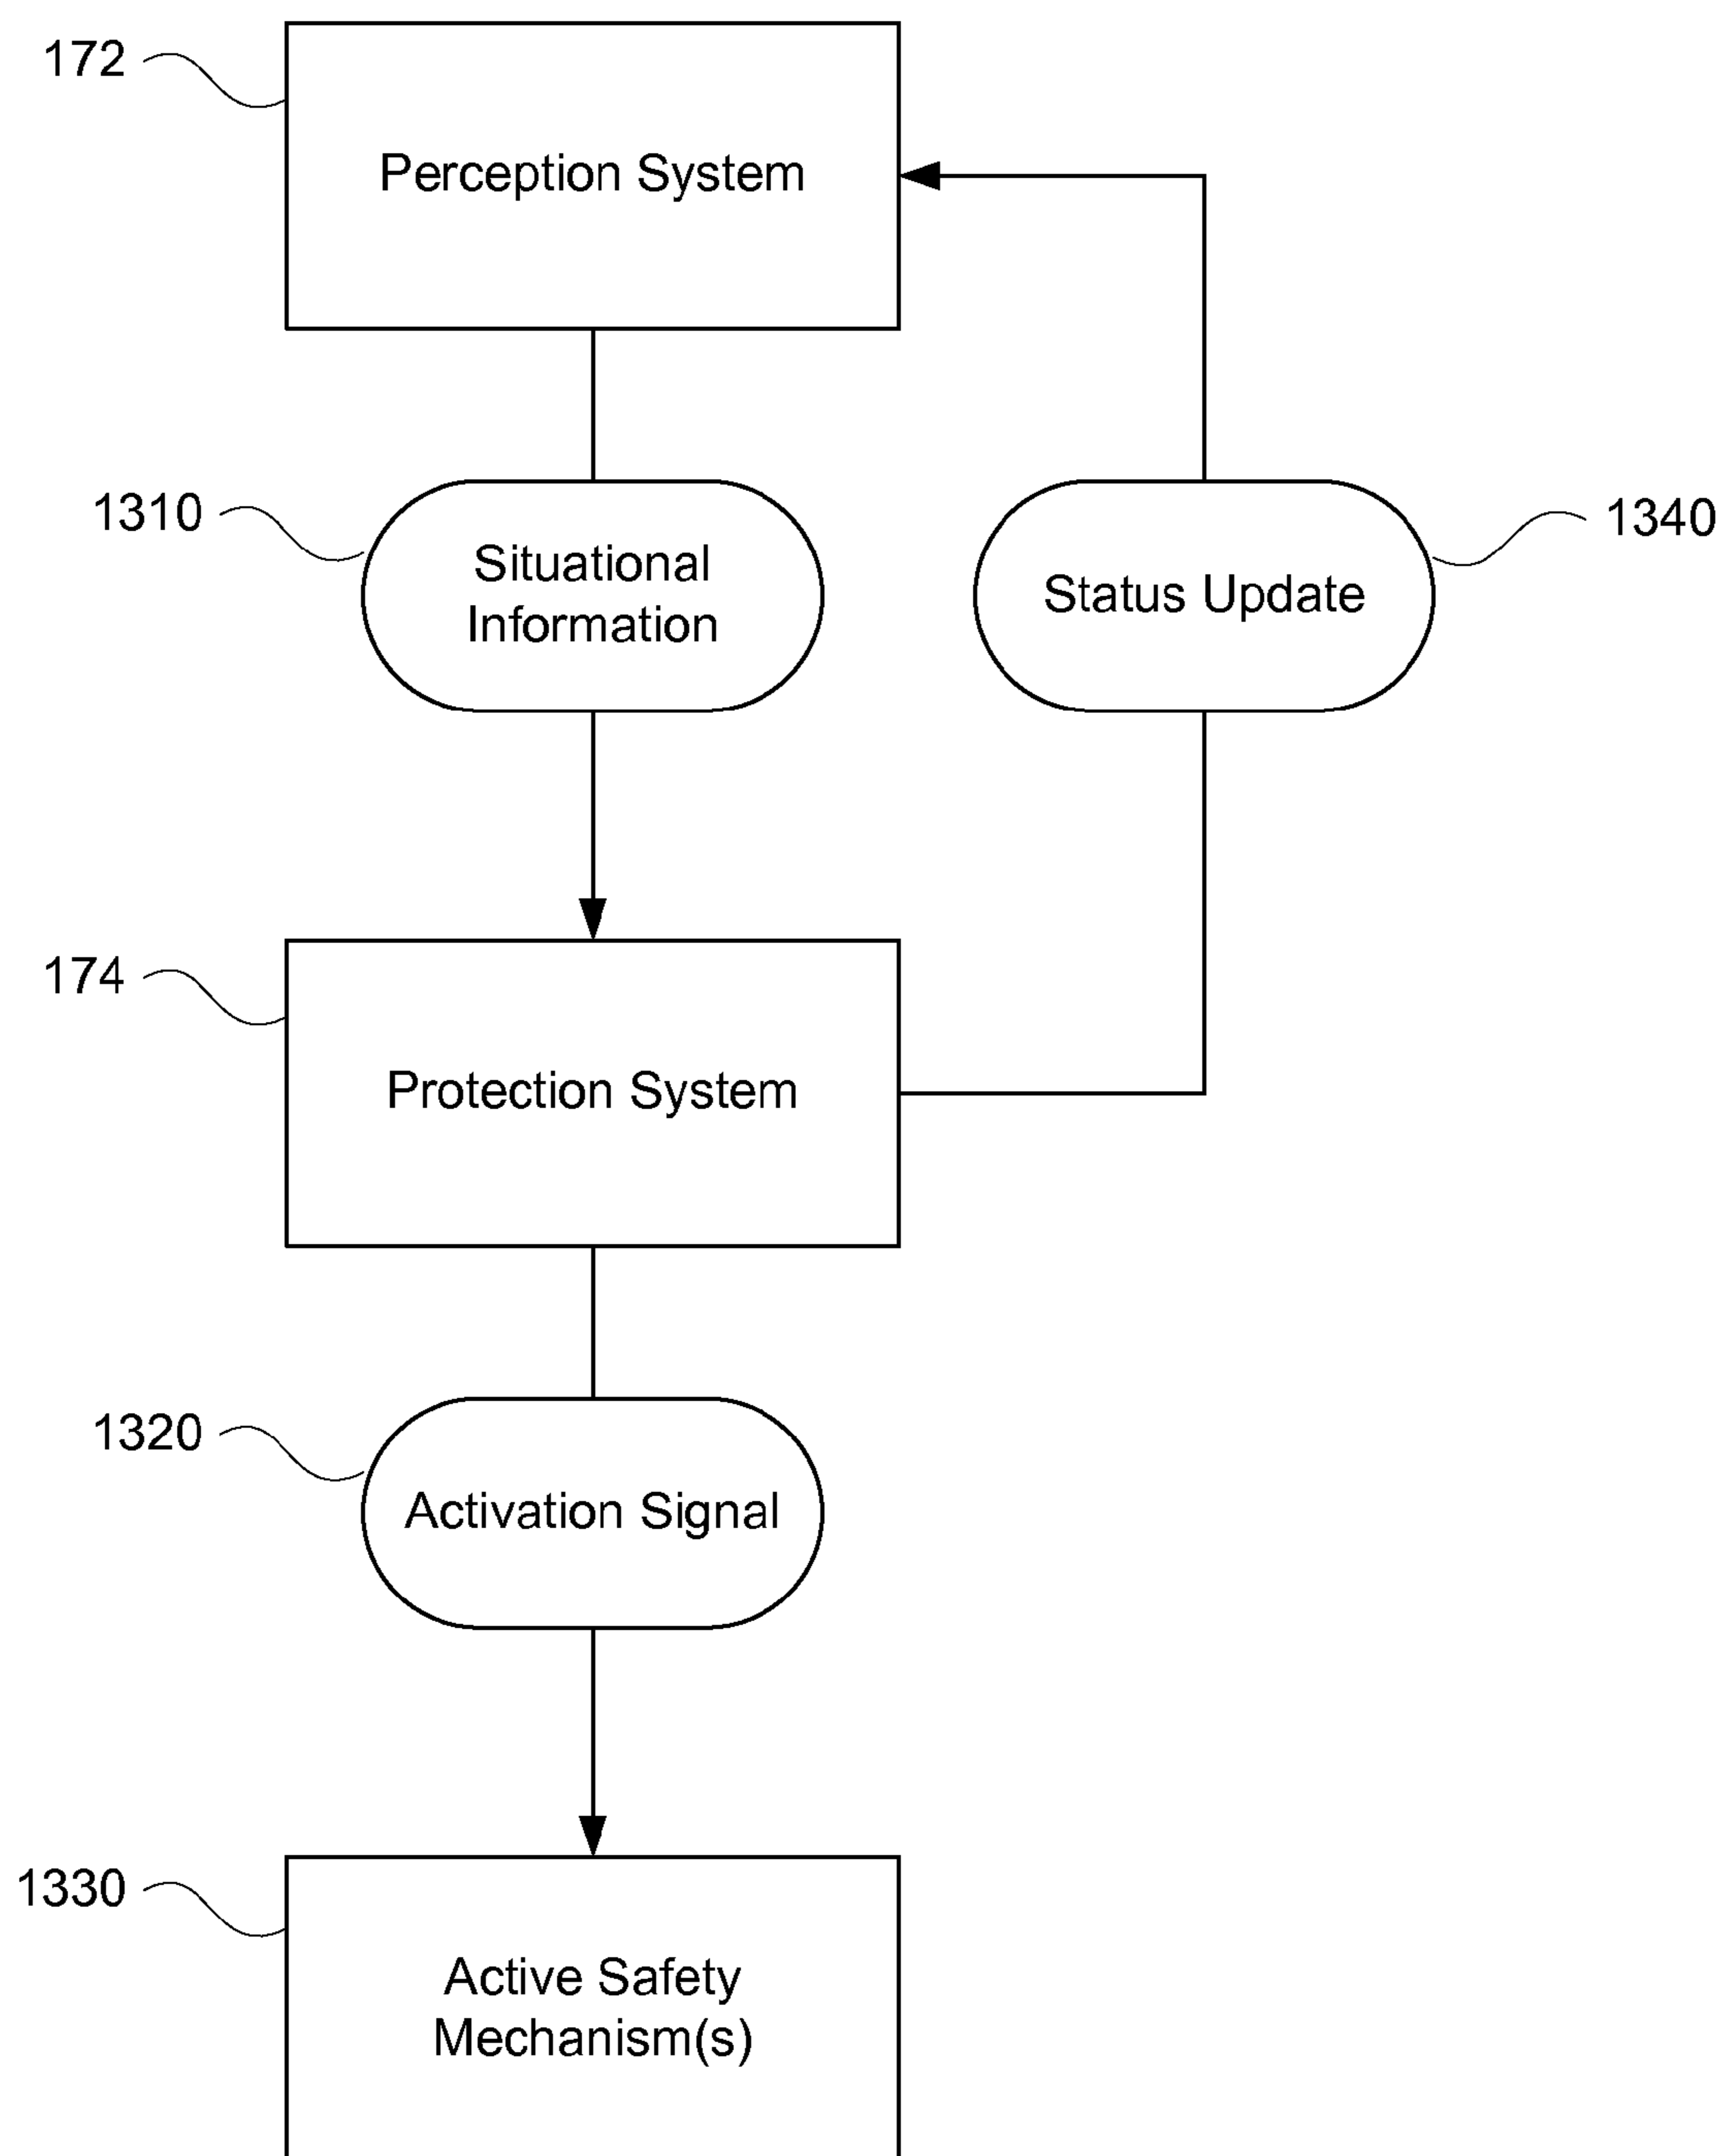 172
Perception System
1310
Situational
Information
Status Update
1340
174
Protection System
1320
Activation Signal
1330
Active Safety
Mechanism(s)